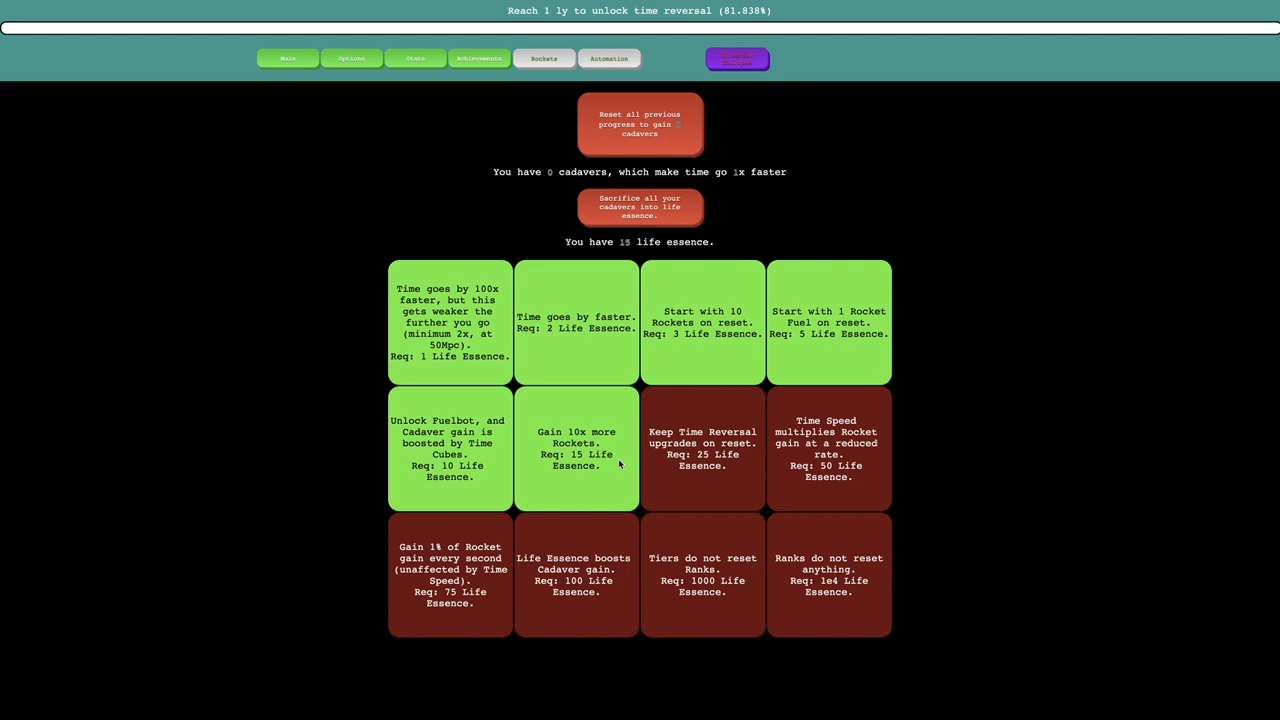 Reach 1 ly to unlock time reversal (81.838%)
Main
Options
Stats
Achievements
Rockets
Automation
Reset all previous
progress to gain
cadavers
You have 0 cadavers, which make time go 1x faster
Sacrifice all your
cadavers into life
essence.
You have 15 life essence.
Time goes by 100x
faster, but this
gets weaker the
further you go
(minimum 2x, at
50Mpc).
Req: 1 Life Essence.
Time goes by faster.
Req: 2 Life Essence.
Start with 10
Rockets on reset.
Req: 3 Life Essence.
Start with 1 Rocket
Fuel on reset.
Req: 5 Life Essence.
Unlock Fuelbot, and
Cadaver gain is
boosted by Time
Cubes.
Req: 10 Life
Essence.
Gain 10x more
Rockets.
Req: 15 Life
Essence.
Keep Time Reversal
upgrades on reset.
Req: 25 Life
Essence.
Time Speed
multiplies Rocket
gain at a reduced
rate.
Req: 50 Life
Essence.
Gain 1% of Rocket
gain every second
(unaffected by Time
Speed).
Req: 75 Life
Essence.
Life Essence boosts
Cadaver gain.
Req: 100 Life
Essence.
Tiers do not reset
Ranks.
Req: 1000 Life
Essence.
Ranks do not reset
anything.
Req: 1e4 Life
Essence.